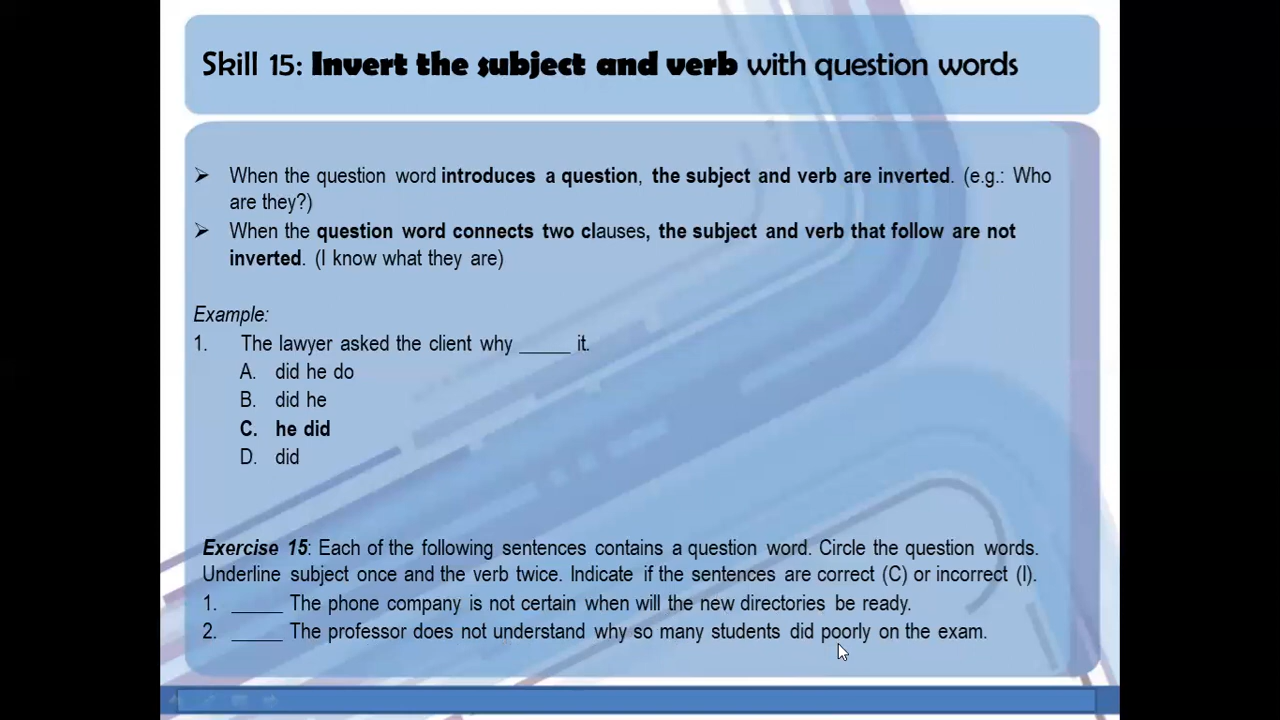 Skill 15: Invert the subject and verb with question words
➢ When the question word introduces a question, the subject and verb are inverted. (e.g.: Who
are they?)
➢ When the question word connects two clauses, the subject and verb that follow are not
inverted. (I know what they are)
Example:
1. The lawyer asked the client why _____ it.
A. did he do
B. did he
C. he did
D. did
Exercise 15: Each of the following sentences contains a question word. Circle the question words.
Underline subject once and the verb twice. Indicate if the sentences are correct (C) or incorrect (I).
1. _____ The phone company is not certain when will the new directories be ready.
2. _____ The professor does not understand why so many students did poorly on the exam.